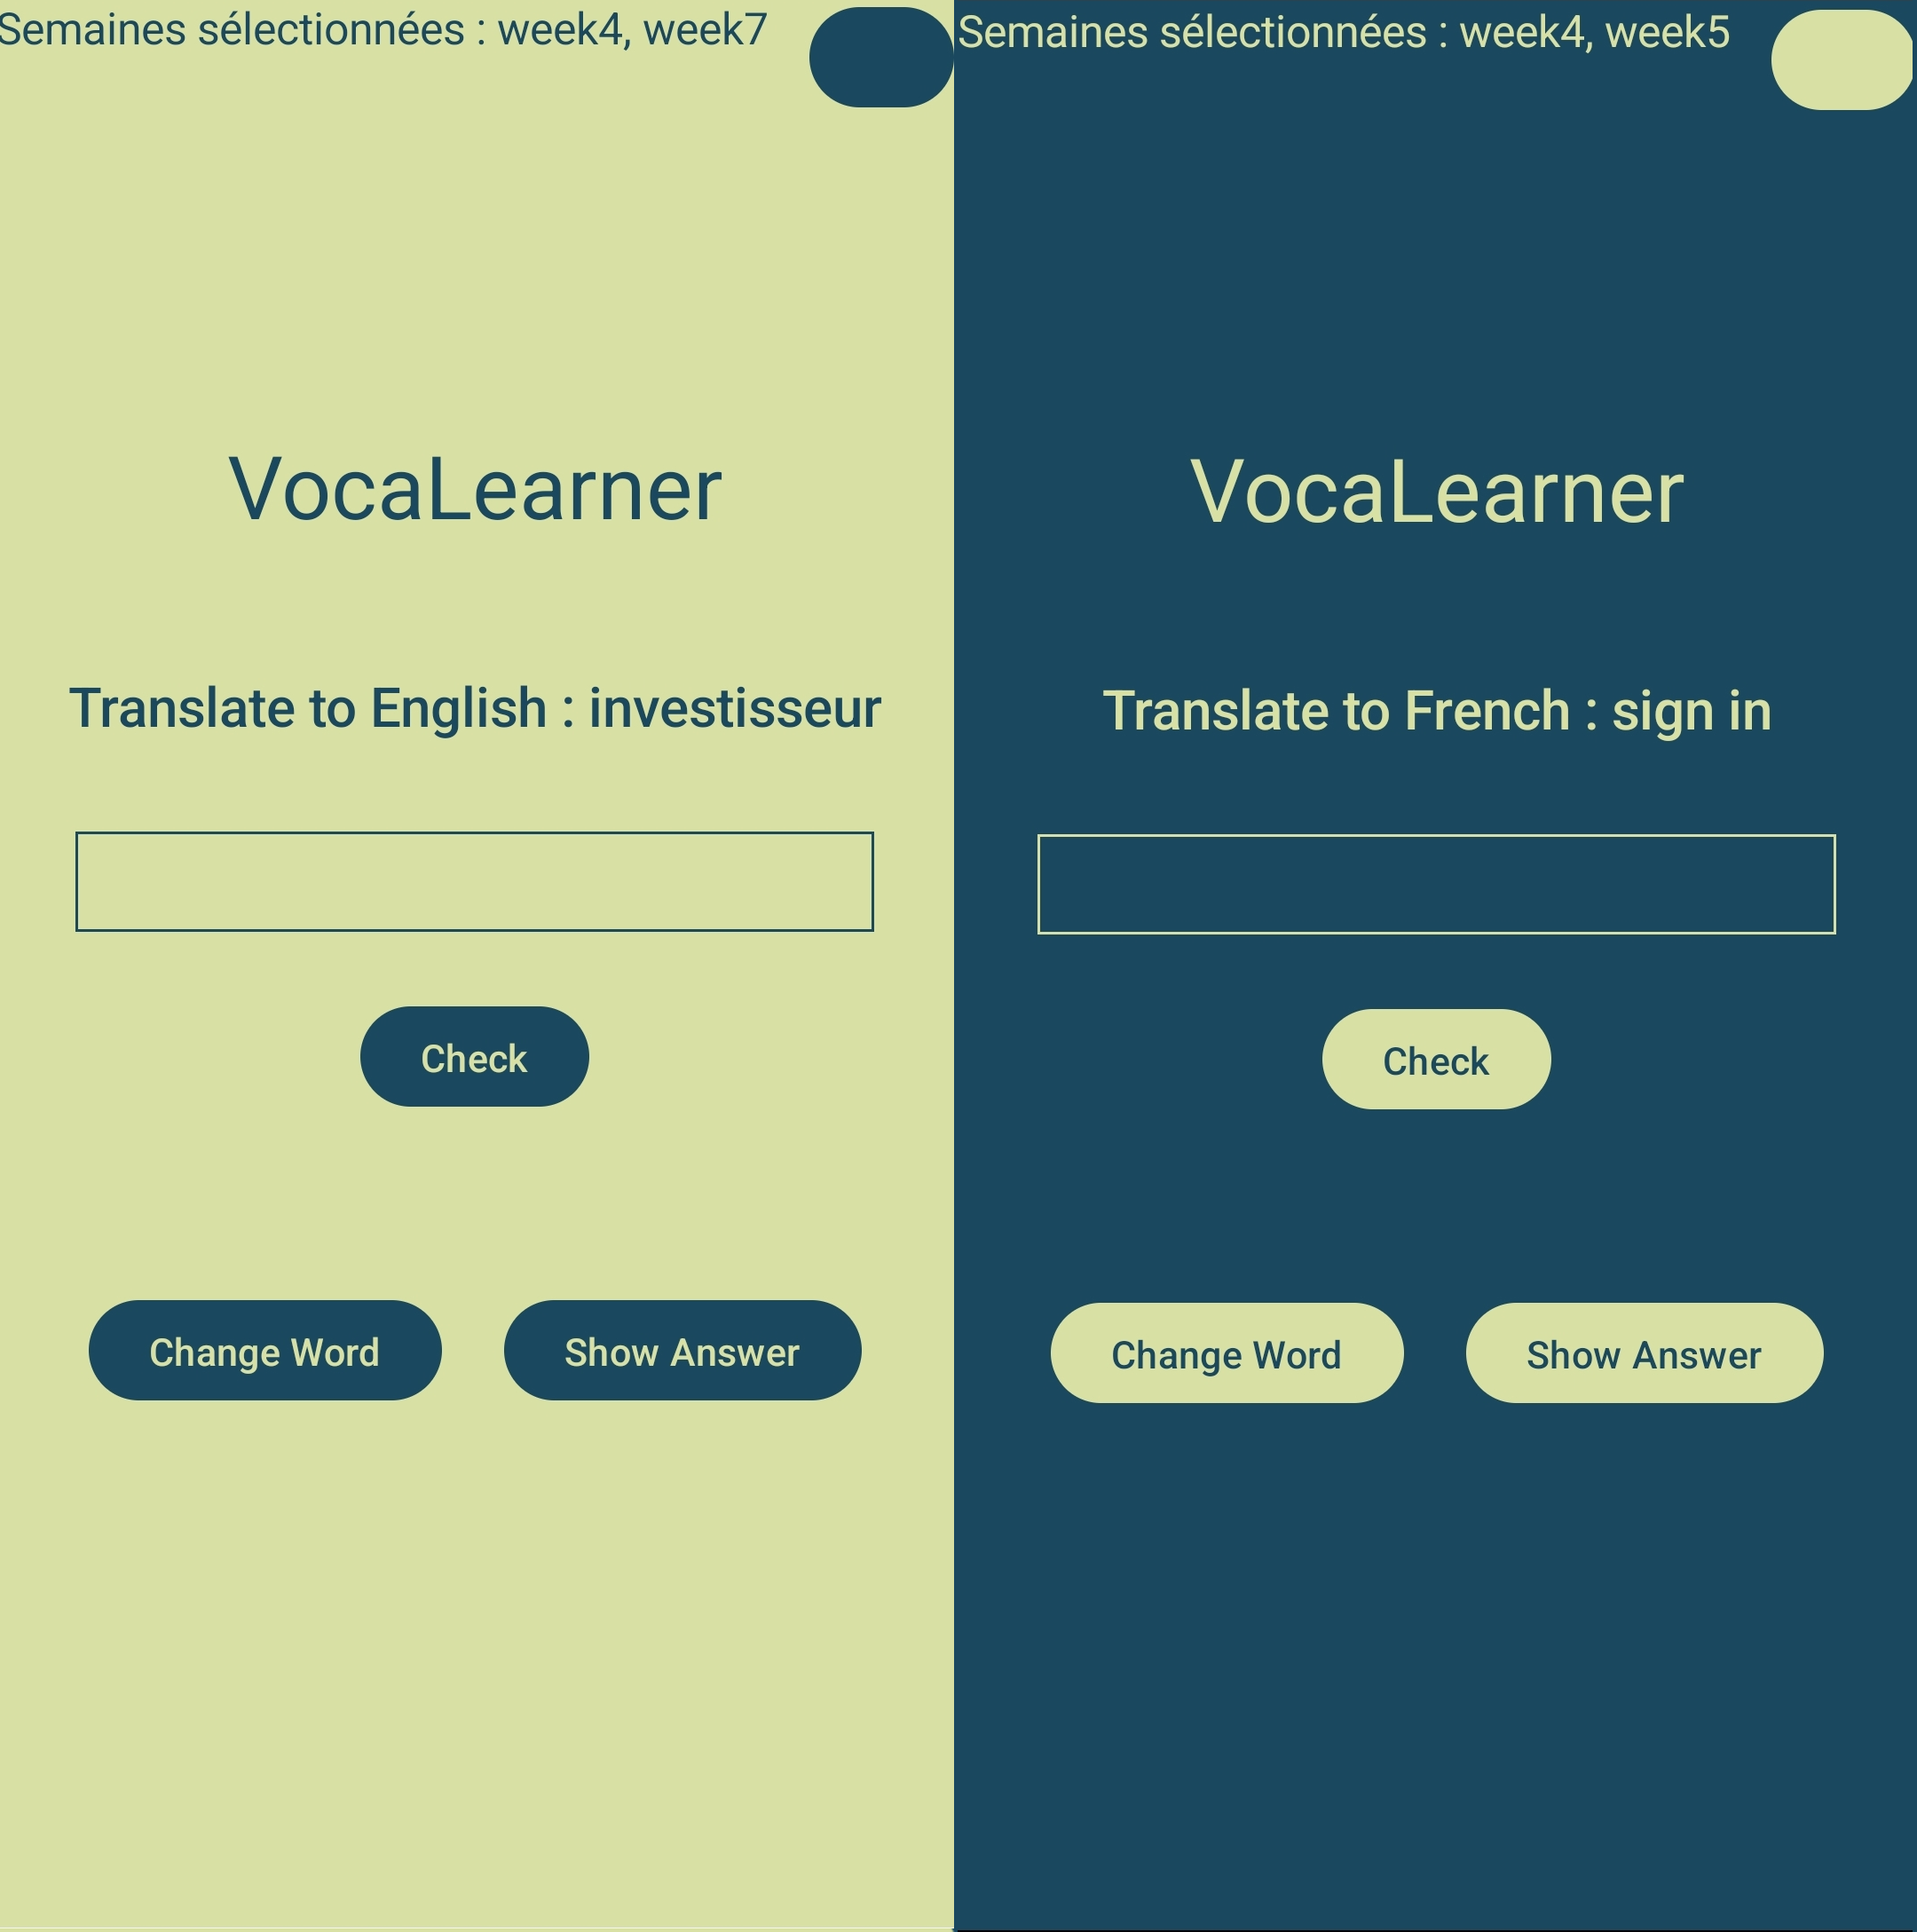 Semaines sélectionnées : week4, week7
VocaLearner
Translate to English : investisseur
Check
Change Word
Show Answer
Semaines sélectionnées : week4, week5
VocaLearner
Translate to French : sign in
Check
Change Word
Show Answer